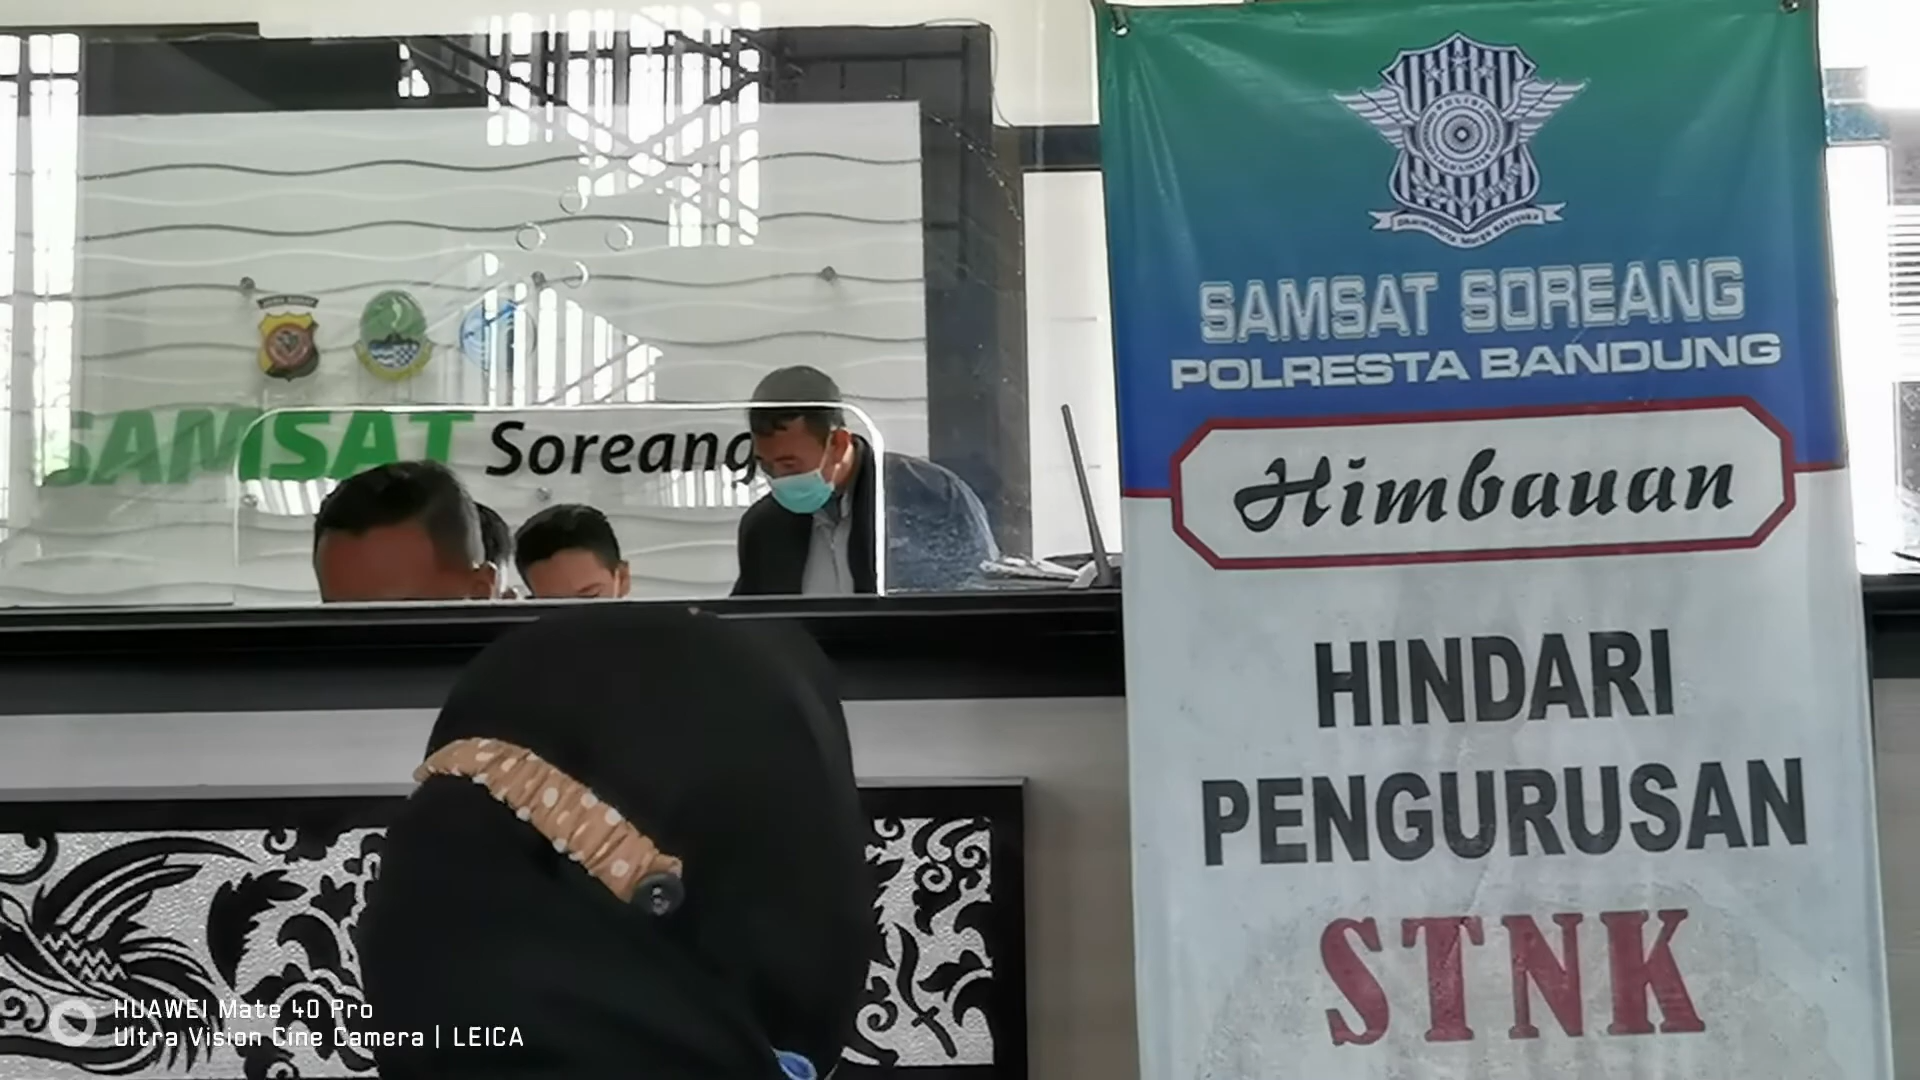 SAMSAT Soreang
SAMSAT SOREANG
POLRESTA BANDUNG
Himbauan
HINDARI
PENGURUSAN
STNK
HUAWEI Mate 40 Pro
Ultra Vision Cine Camera | LEICA